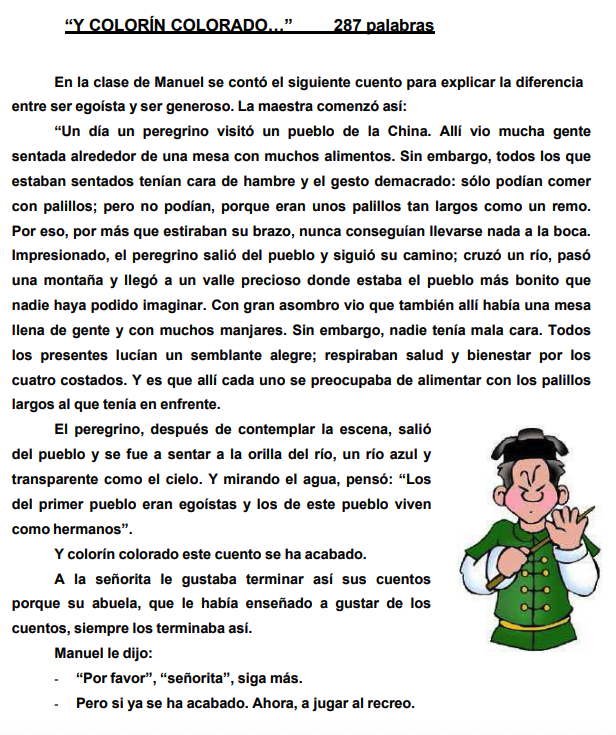 “Y COLORÍN COLORADO…” 287 palabras
En la clase de Manuel se contó el siguiente cuento para explicar la diferencia
entre ser egoísta y ser generoso. La maestra comenzó así:
“Un día un peregrino visitó un pueblo de la China. Allí vio mucha gente
sentada alrededor de una mesa con muchos alimentos. Sin embargo, todos los que
estaban sentados tenían cara de hambre y el gesto demacrado: sólo podían comer
con palillos; pero no podían, porque eran unos palillos tan largos como un remo.
Por eso, por más que estiraban su brazo, nunca conseguían llevarse nada a la boca.
Impresionado, el peregrino salió del pueblo y siguió su camino; cruzó un río, pasó
una montaña y llegó a un valle precioso donde estaba el pueblo más bonito que
nadie haya podido imaginar. Con gran asombro vio que también allí había una mesa
llena de gente y con muchos manjares. Sin embargo, nadie tenía mala cara. Todos
los presentes lucían un semblante alegre; respiraban salud y bienestar por los
cuatro costados. Y es que allí cada uno se preocupaba de alimentar con los palillos
largos al que tenía en enfrente.
El peregrino, después de contemplar la escena, salió
del pueblo y se fue a sentar a la orilla del río, un río azul y
transparente como el cielo. Y mirando el agua, pensó: “Los
del primer pueblo eran egoístas y los de este pueblo viven
como hermanos”.
Y colorín colorado este cuento se ha acabado.
A la señorita le gustaba terminar así sus cuentos
porque su abuela, que le había enseñado a gustar de los
cuentos, siempre los terminaba así.
Manuel le dijo:
- “Por favor”, “señorita”, siga más.
- Pero si ya se ha acabado. Ahora, a jugar al recreo.